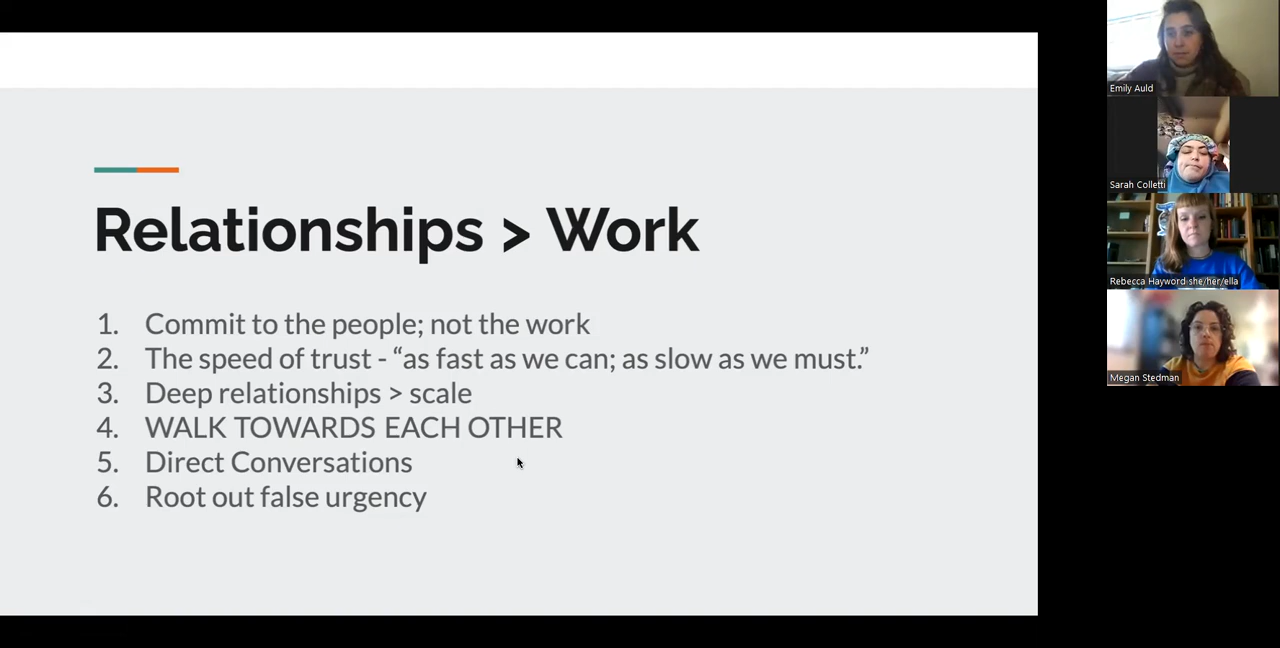 Relationships > Work
1. Commit to the people; not the work
2. The speed of trust - “as fast as we can; as slow as we must.”
3. Deep relationships > scale
4. WALK TOWARDS EACH OTHER
5. Direct Conversations
6. Root out false urgency
Emily Auld
Sarah Colletti
Rebecca Hayword she/her/ella
Megan Stedman